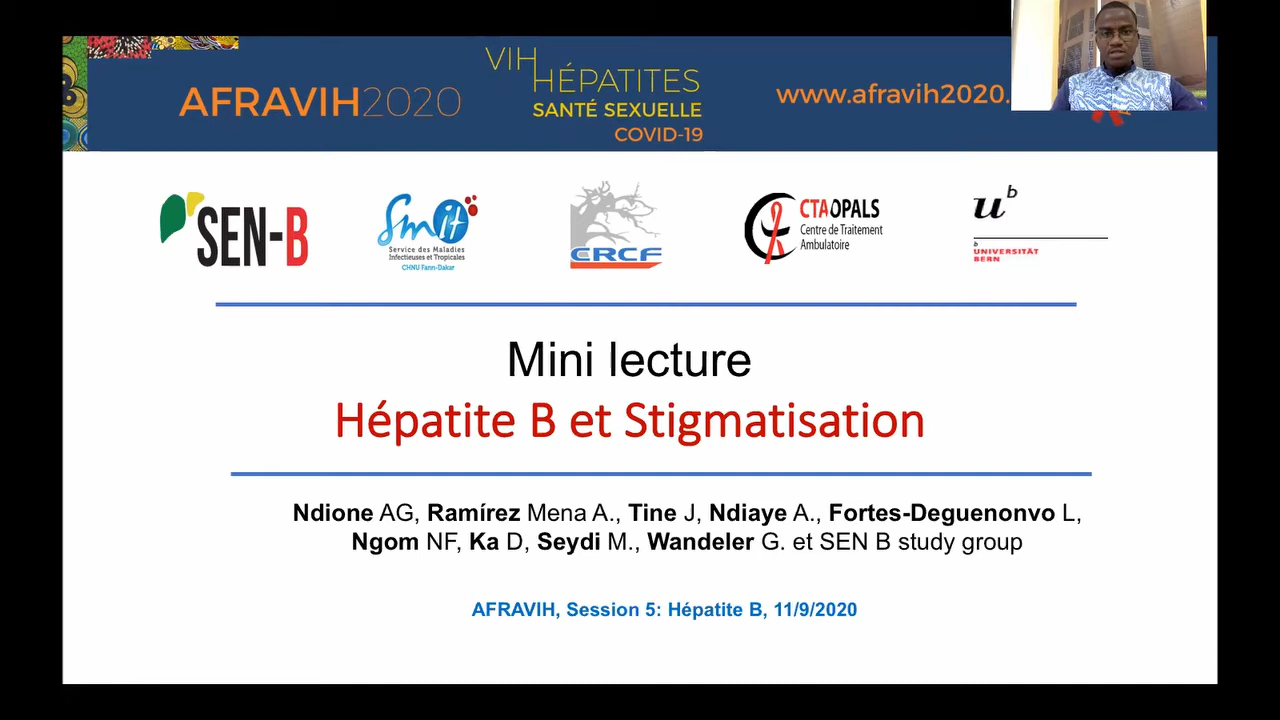 AFRAVIH2020
VIH
HÉPATITES
SANTÉ SEXUELLE
COVID-19
www.afravih2020.
SEN-B
Smit
Service des Maladies
Infectieuses et Tropicales
CHNU Fann-Dakar
CRCF
CTAOPALS
Centre de Traitement
Ambulatoire
u b
b
UNIVERSITÄT
BERN
Mini lecture
Hépatite B et Stigmatisation
Ndione AG, Ramírez Mena A., Tine J, Ndiaye A., Fortes-Deguenonvo L,
Ngom NF, Ka D, Seydi M., Wandeler G. et SEN B study group
AFRAVIH, Session 5: Hépatite B, 11/9/2020